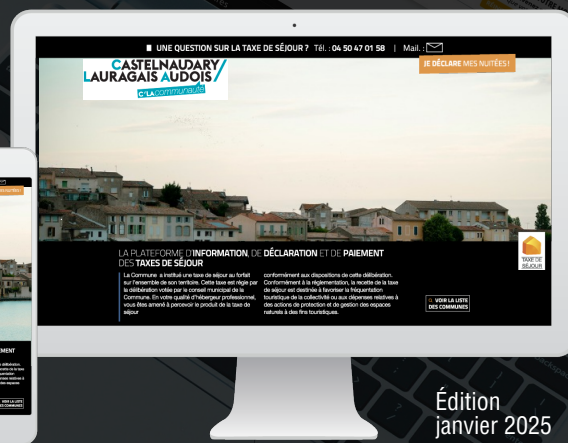 UNE QUESTION SUR LA TAXE DE SÉJOUR ? Tél. : 04 50 47 01 58 | Mail. :
JE DÉCLARE MES NUITÉES !
CASTELNAUDARY
LAURAGAIS AUDOIS
C'LA communauté
LA PLATEFORME D'INFORMATION, DE DÉCLARATION ET DE PAIEMENT
DES TAXES DE SÉJOUR
La Commune a institué une taxe de séjour au forfait
sur l'ensemble de son territoire. Cette taxe est régie par
la délibération votée par le conseil municipal de la
Commune. En votre qualité d'hébergeur professionnel,
vous êtes amené à percevoir le produit de la taxe de
séjour
conformément aux dispositions de cette délibération.
Conformément à la réglementation, la recette de la taxe
de séjour est destinée à favoriser la fréquentation
touristique de la collectivité ou aux dépenses relatives à
des actions de protection et de gestion des espaces
naturels à des fins touristiques.
TAXE DE
SÉJOUR
VOIR LA LISTE
DES COMMUNES
Édition
janvier 2025